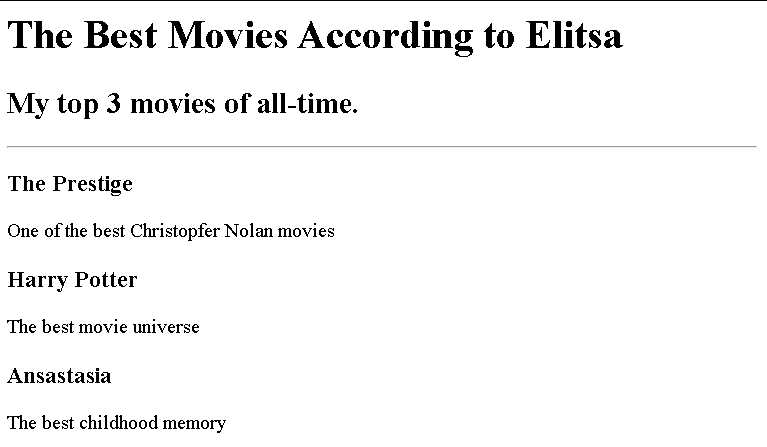 The Best Movies According to Elitsa
My top 3 movies of all-time.
The Prestige
One of the best Christopfer Nolan movies
Harry Potter
The best movie universe
Ansastasia
The best childhood memory